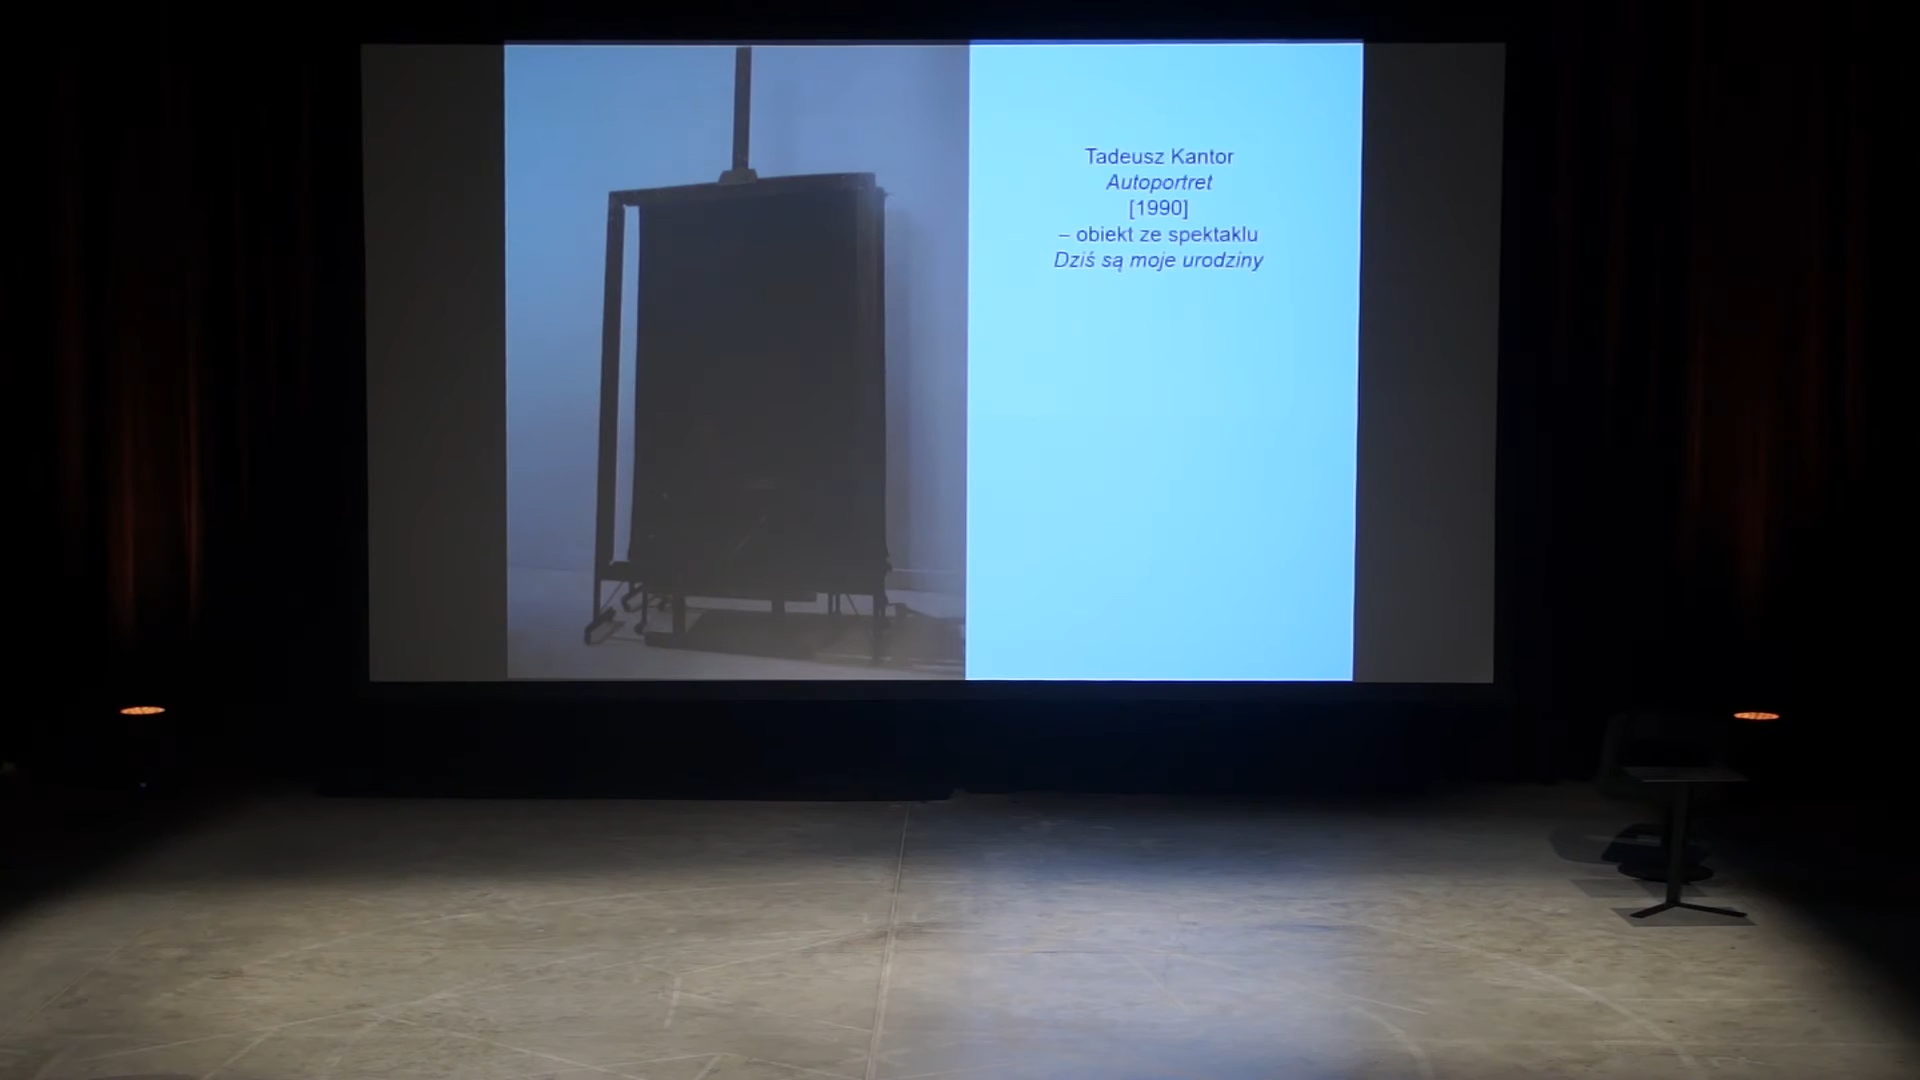 Tadeusz Kantor
Autoportret
[1990]
– obiekt ze spektaklu
Dziś są moje urodziny